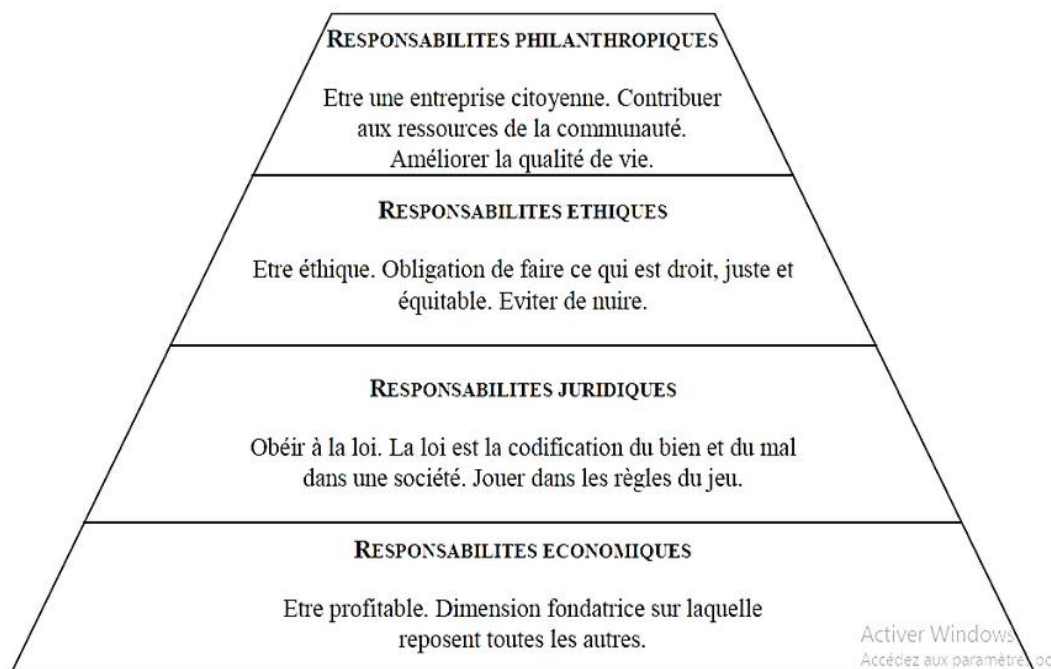 RESPONSABILITES PHILANTHROPIQUES
Etre une entreprise citoyenne. Contribuer
aux ressources de la communauté.
Améliorer la qualité de vie.
RESPONSABILITES ETHIQUES
Etre éthique. Obligation de faire ce qui est droit, juste et
équitable. Eviter de nuire.
RESPONSABILITES JURIDIQUES
Obéir à la loi. La loi est la codification du bien et du mal
dans une société. Jouer dans les règles du jeu.
RESPONSABILITES ECONOMIQUES
Etre profitable. Dimension fondatrice sur laquelle
reposent toutes les autres.
Activer Windows
Accédez aux paramètres